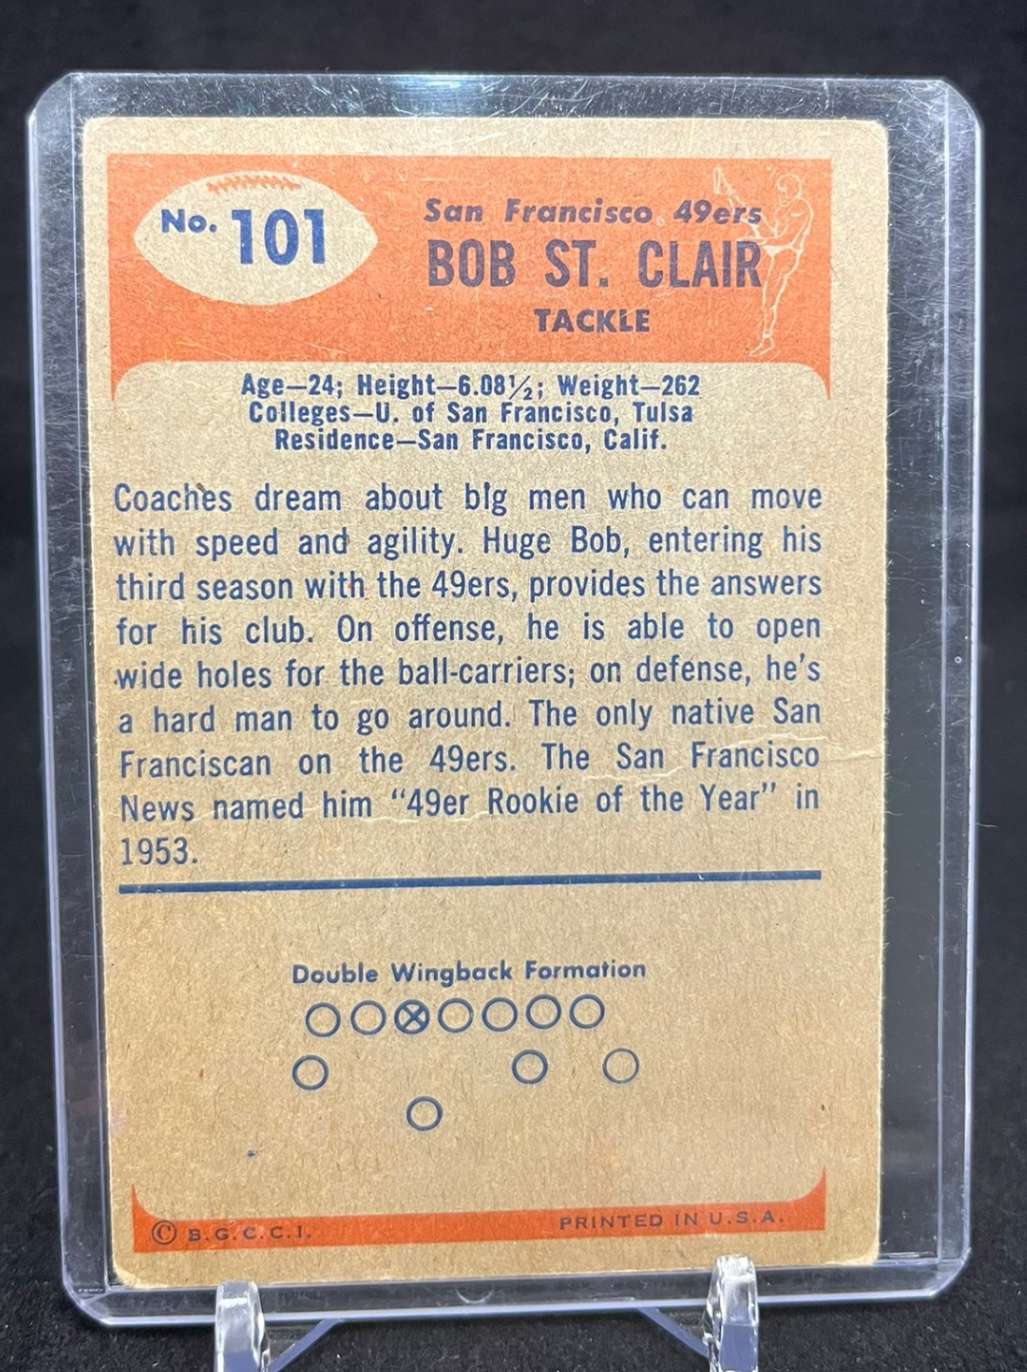 No. 101
San Francisco 49ers
BOB ST. CLAIR
TACKLE
Age—24; Height—6.08½; Weight—262
Colleges—U. of San Francisco, Tulsa
Residence—San Francisco, Calif.
Coaches dream about big men who can move
with speed and agility. Huge Bob, entering his
third season with the 49ers, provides the answers
for his club. On offense, he is able to open
wide holes for the ball-carriers; on defense, he's
a hard man to go around. The only native San
Franciscan on the 49ers. The San Francisco
News named him "49er Rookie of the Year" in
1953.
Double Wingback Formation
© B.G.C.C.I.
PRINTED IN U.S.A.